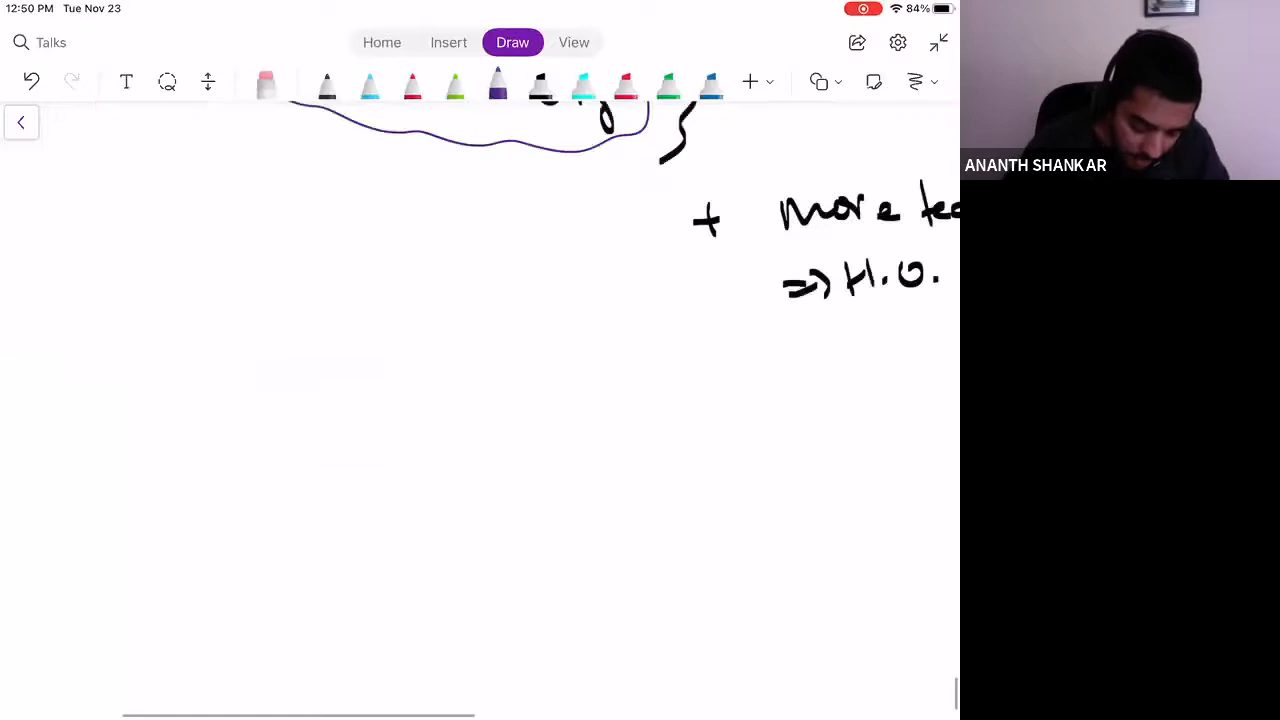 12:50 PM Tue Nov 23
84%
Talks
Home Insert Draw View
ANANTH SHANKAR
+ more
⇒ H.O.